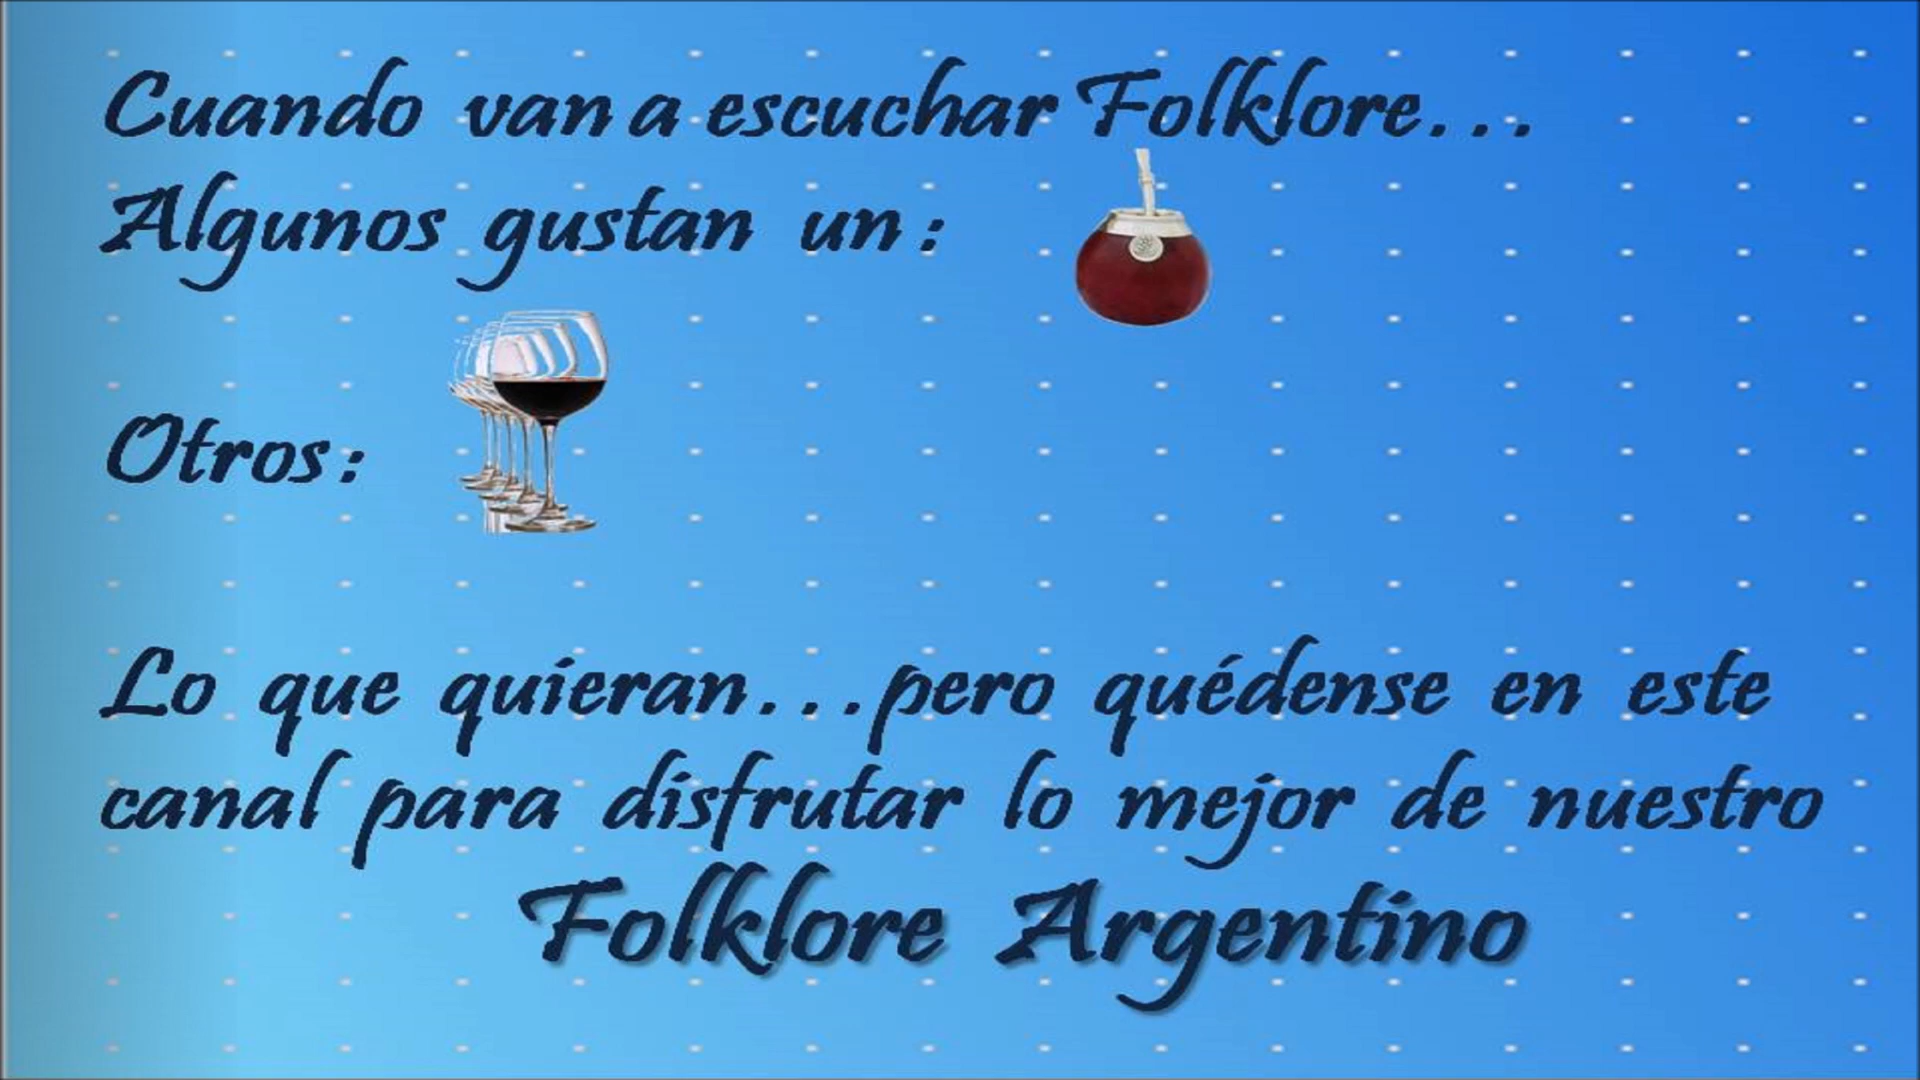 Cuando van a escuchar Folklore...
Algunos gustan un:
Otros:
Lo que quieran...pero quédense en este
canal para disfrutar lo mejor de nuestro
Folklore Argentino